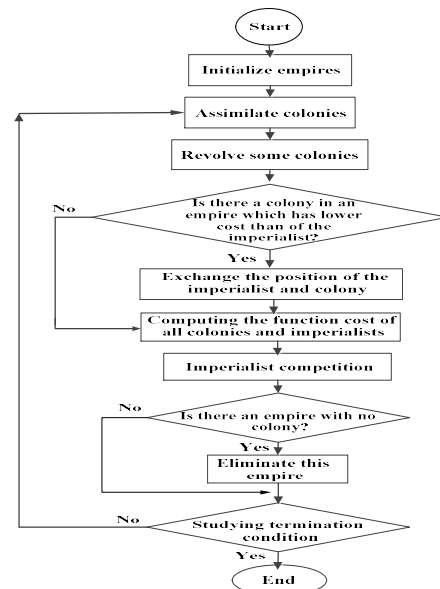 Start
Initialize empires
Assimilate colonies
Revolve some colonies
Is there a colony in an
empire which has lower
cost than of the
imperialist?
No
Yes
Exchange the position of the
imperialist and colony
Computing the function cost of
all colonies and imperialists
Imperialist competition
No
Is there an empire with no
colony?
Yes
Eliminate this
empire
No
Studying termination
condition
Yes
End